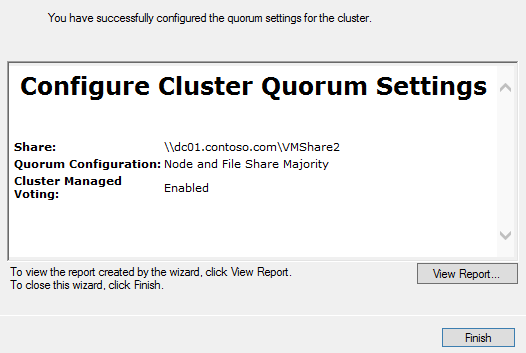 You have successfully configured the quorum settings for the cluster.
Configure Cluster Quorum Settings
Share: \\dc01.contoso.com\VMShare2
Quorum Configuration: Node and File Share Majority
Cluster Managed
Voting: Enabled
To view the report created by the wizard, click View Report.
To close this wizard, click Finish.
View Report...
Finish